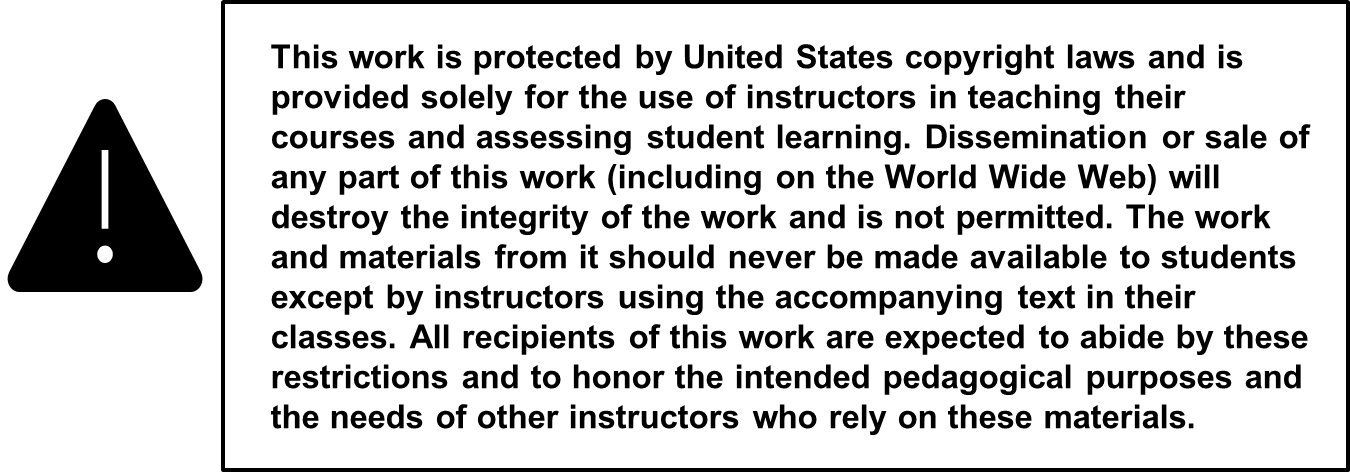 This work is protected by United States copyright laws and is
provided solely for the use of instructors in teaching their
courses and assessing student learning. Dissemination or sale of
any part of this work (including on the World Wide Web) will
destroy the integrity of the work and is not permitted. The work
and materials from it should never be made available to students
except by instructors using the accompanying text in their
classes. All recipients of this work are expected to abide by these
restrictions and to honor the intended pedagogical purposes and
the needs of other instructors who rely on these materials.